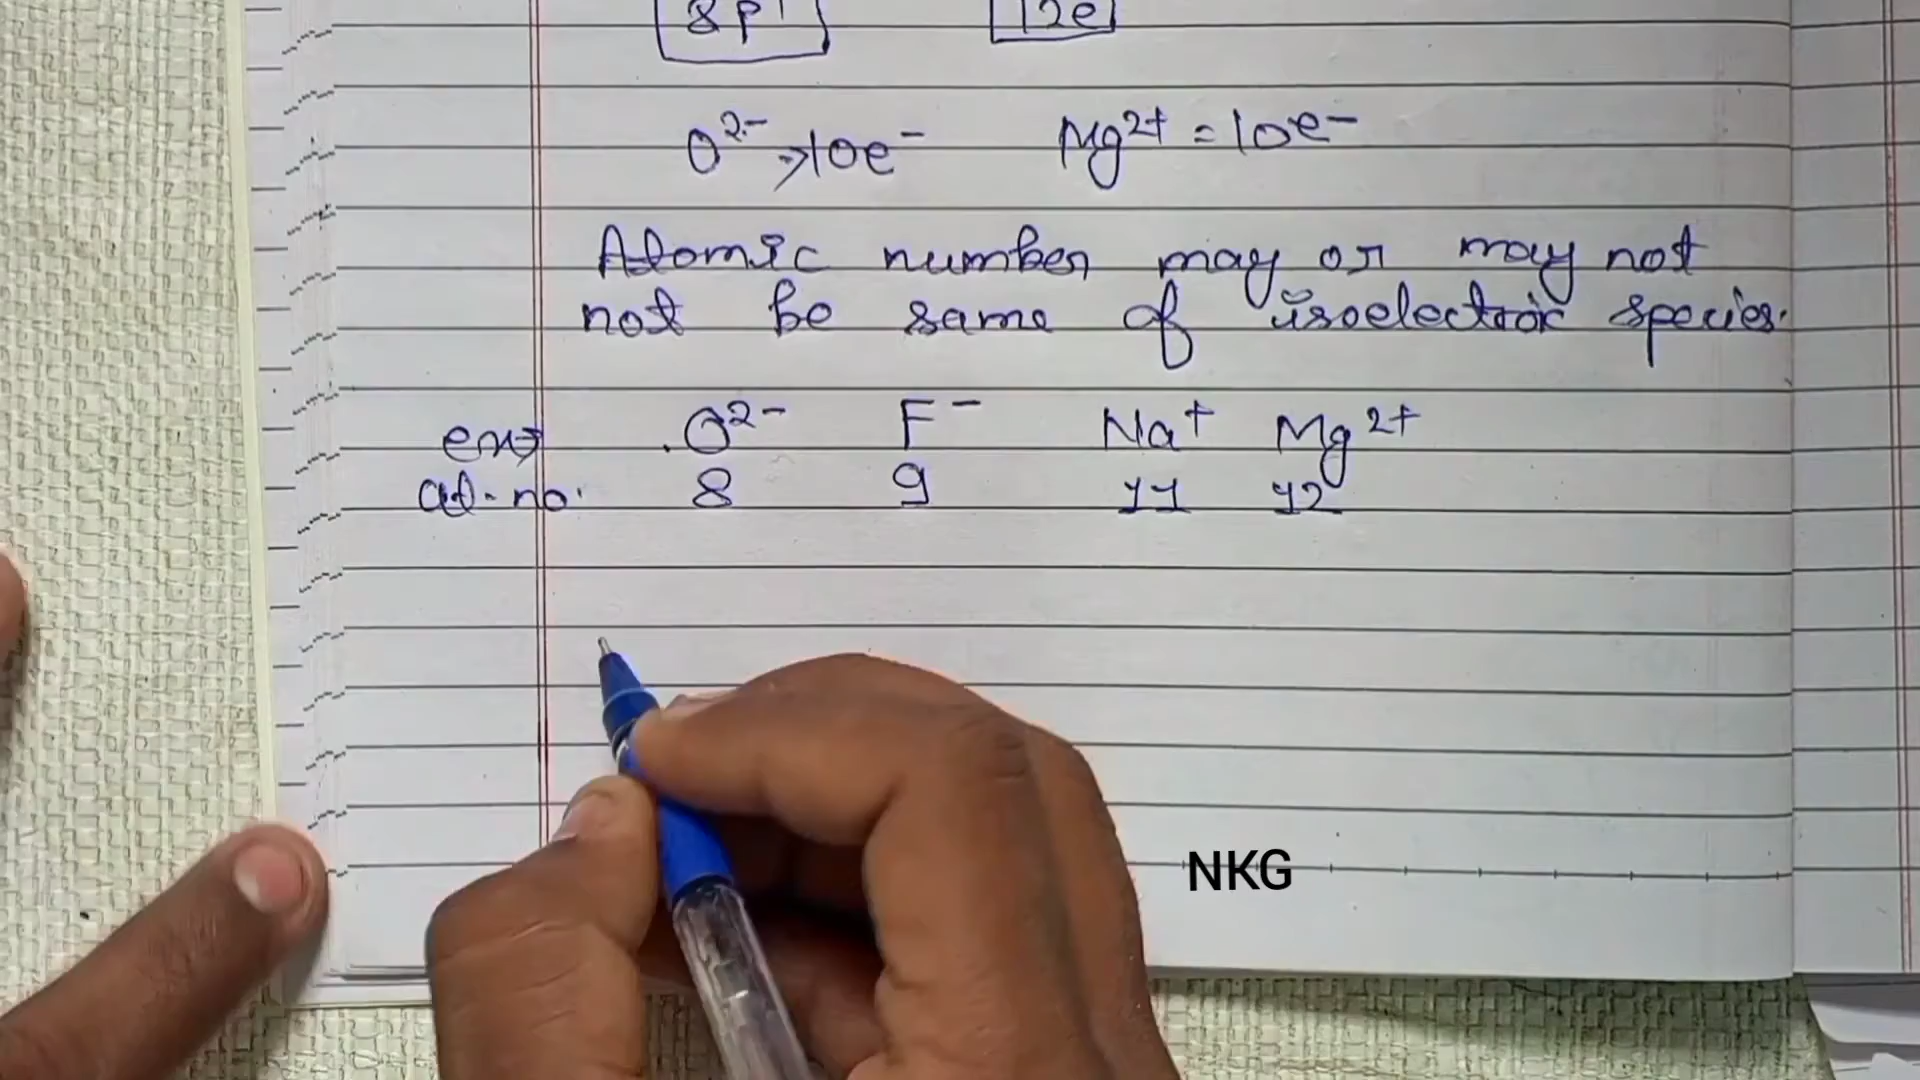 8p+ 12e
O²⁻ ⇒ 10e⁻ Mg²⁺ = 10e⁻
Atomic number may or may not
not be same of isoelectronic species.
ex⇒ O²⁻ F⁻ Na⁺ Mg²⁺
at. no. 8 9 11 12
NKG